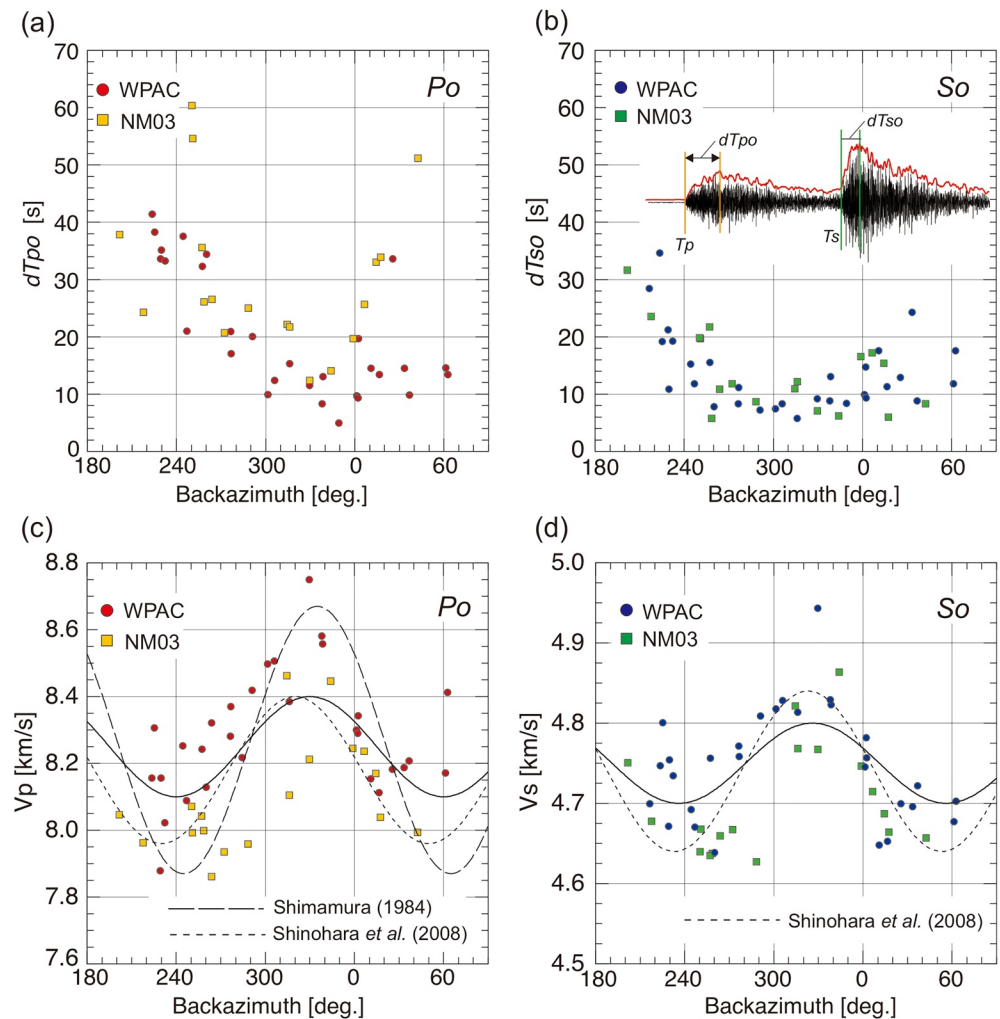 (a)
70
60
50
40
30
20
10
0
dTpo [s]
WPAC
NM03
Po
180 240 300 0 60
Backazimuth [deg.]
(b)
70
60
50
40
30
20
10
0
dTso [s]
WPAC
NM03
So
dTpo
dTso
Tp
Ts
180 240 300 0 60
Backazimuth [deg.]
(c)
8.8
8.6
8.4
8.2
8.0
7.8
7.6
Vp [km/s]
WPAC
NM03
Po
Shimamura (1984)
Shinohara et al. (2008)
180 240 300 0 60
Backazimuth [deg.]
(d)
5.0
4.9
4.8
4.7
4.6
4.5
Vs [km/s]
WPAC
NM03
So
Shinohara et al. (2008)
180 240 300 0 60
Backazimuth [deg.]